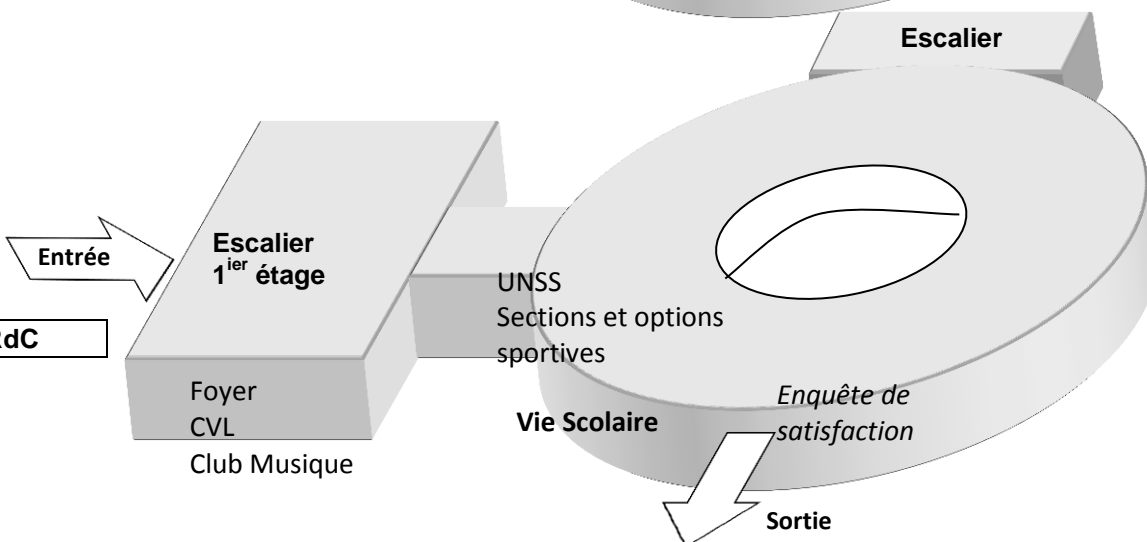 Escalier
Escalier
1ier étage
Entrée
UNSS
Sections et options
sportives
Foyer
CVL
Club Musique
Vie Scolaire
Enquête de
satisfaction
Sortie